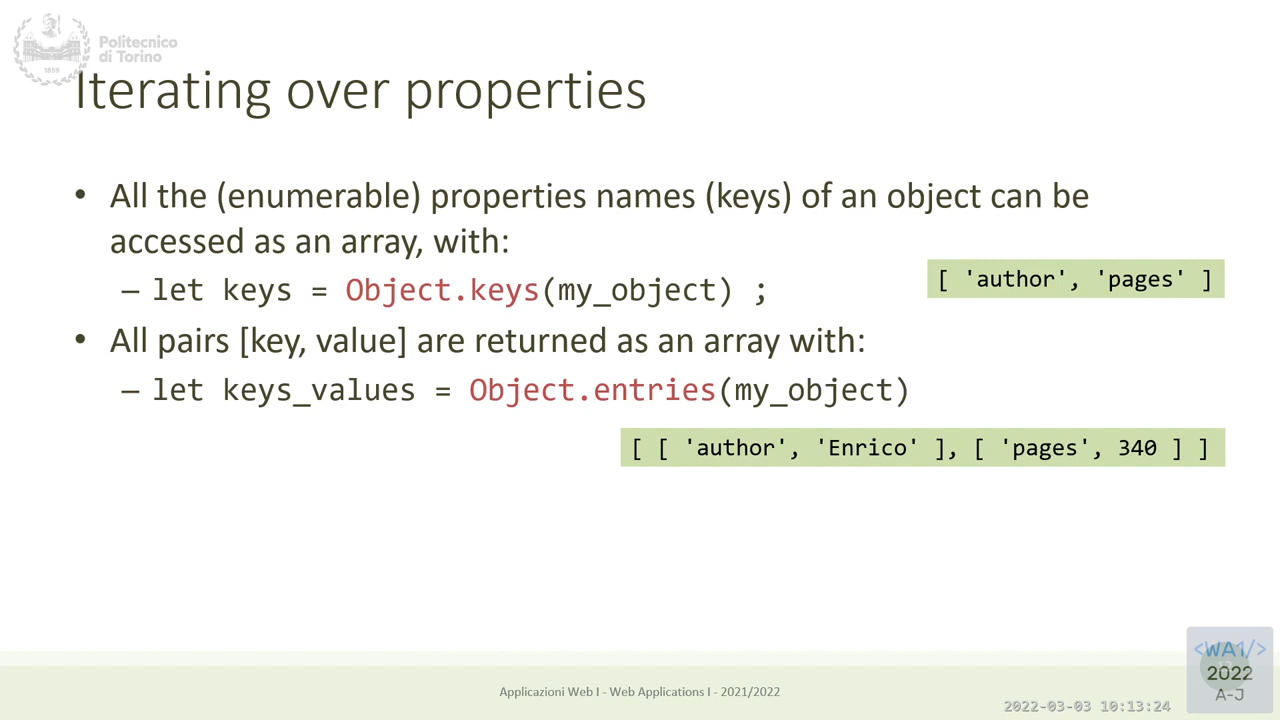 Politecnico
di Torino
1859
Iterating over properties
• All the (enumerable) properties names (keys) of an object can be
accessed as an array, with:
– let keys = Object.keys(my_object) ;
[ 'author', 'pages' ]
• All pairs [key, value] are returned as an array with:
– let keys_values = Object.entries(my_object)
[ [ 'author', 'Enrico' ], [ 'pages', 340 ] ]
Applicazioni Web I - Web Applications I - 2021/2022
2022-03-03 10:13:24
<WA1/>
2022
A-J